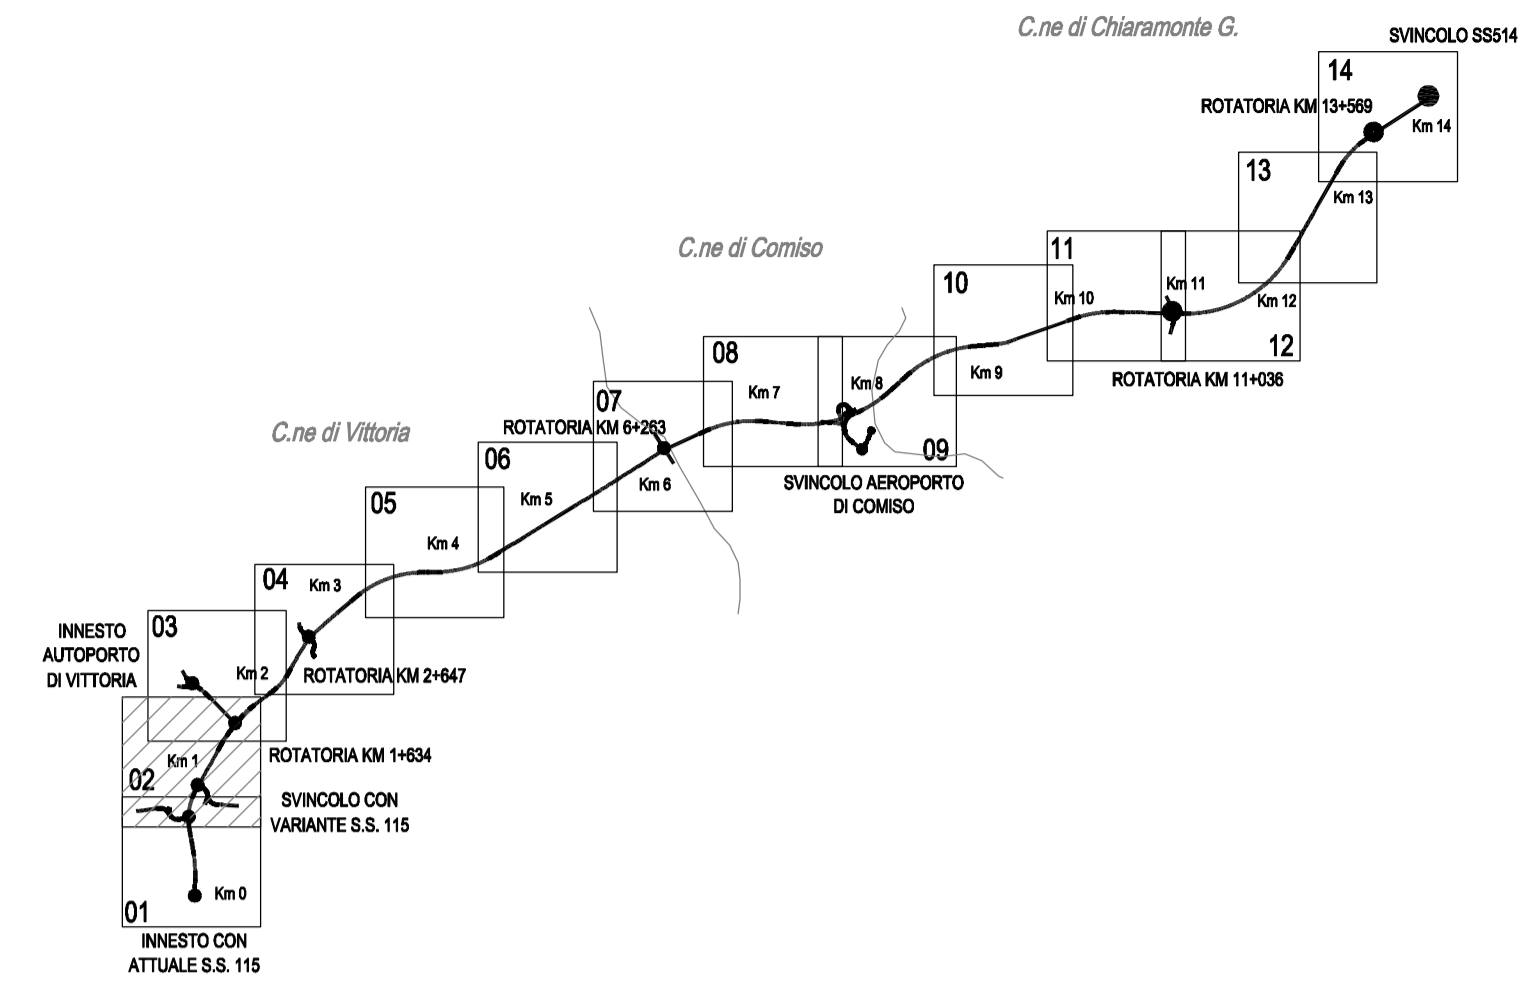 C.ne di Chiaramonte G.
SVINCOLO SS514
14
ROTATORIA KM 13+569
Km 14
13
Km 13
C.ne di Comiso
11
10
Km 11
Km 10
Km 12
12
08
Km 9
ROTATORIA KM 11+036
Km 8
Km 7
07
ROTATORIA KM 6+263
C.ne di Vittoria
09
06
SVINCOLO AEROPORTO
DI COMISO
Km 6
Km 5
05
Km 4
04
Km 3
03
INNESTO
AUTOPORTO
DI VITTORIA
Km 2
ROTATORIA KM 2+647
ROTATORIA KM 1+634
Km 1
02
SVINCOLO CON
VARIANTE S.S. 115
Km 0
01
INNESTO CON
ATTUALE S.S. 115